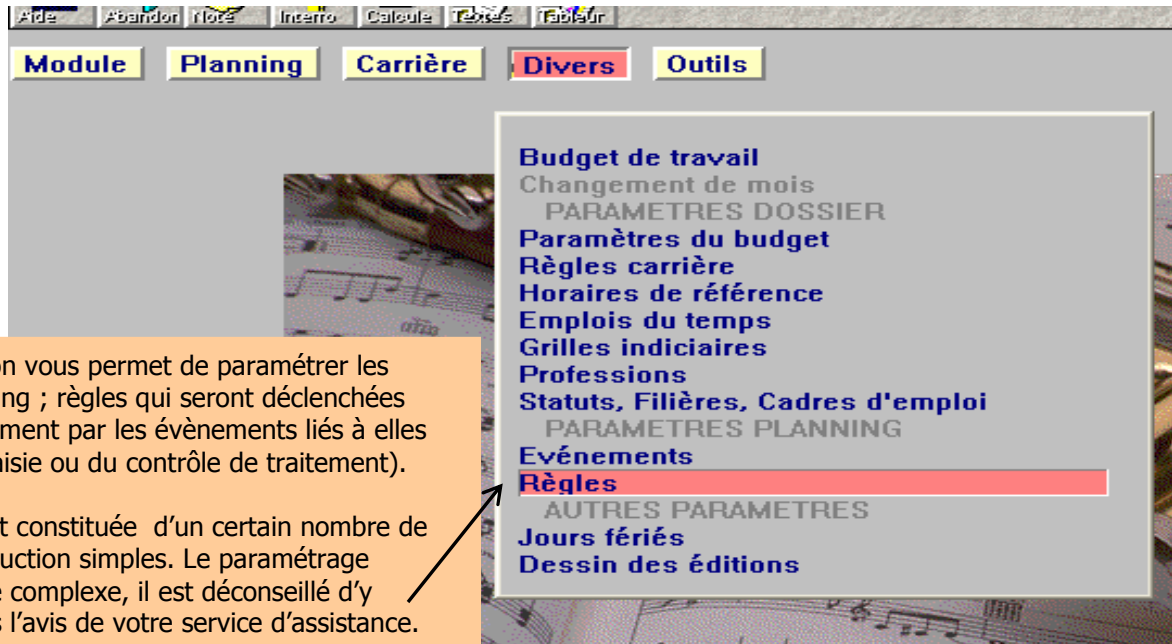 Aide Abandon Note Interro Calcule Textes Tableur
Module Planning Carrière Divers Outils
Budget de travail
Changement de mois
PARAMETRES DOSSIER
Paramètres du budget
Règles carrière
Horaires de référence
Emplois du temps
Grilles indiciaires
Professions
Statuts, Filières, Cadres d'emploi
PARAMETRES PLANNING
Evénements
Règles
AUTRES PARAMETRES
Jours fériés
Dessin des éditions
on vous permet de paramétrer les
ing ; règles qui seront déclenchées
ement par les évènements liés à elles
aisie ou du contrôle de traitement).
t constituée d'un certain nombre de
uction simples. Le paramétrage
e complexe, il est déconseillé d'y
s l'avis de votre service d'assistance.